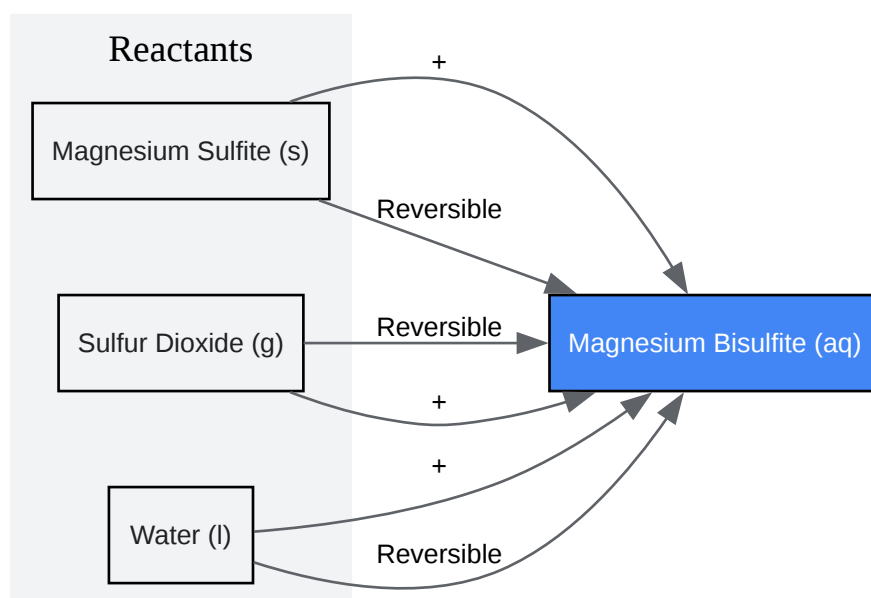 Reactants
+
Magnesium Sulfite (s)
Reversible
Sulfur Dioxide (g)
Reversible
Magnesium Bisulfite (aq)
+
+
Water (l)
Reversible